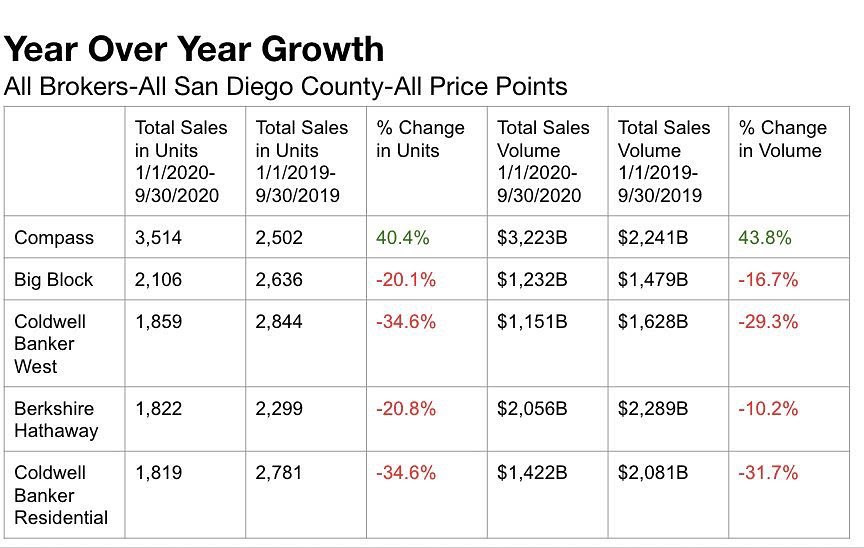 Year Over Year Growth
All Brokers-All San Diego County-All Price Points
Total Sales in Units 1/1/2020-9/30/2020 Total Sales in Units 1/1/2019-9/30/2019 % Change in Units Total Sales Volume 1/1/2020-9/30/2020 Total Sales Volume 1/1/2019-9/30/2019 % Change in Volume
Compass 3,514 2,502 40.4% $3,223B $2,241B 43.8%
Big Block 2,106 2,636 -20.1% $1,232B $1,479B -16.7%
Coldwell Banker West 1,859 2,844 -34.6% $1,151B $1,628B -29.3%
Berkshire Hathaway 1,822 2,299 -20.8% $2,056B $2,289B -10.2%
Coldwell Banker Residential 1,819 2,781 -34.6% $1,422B $2,081B -31.7%